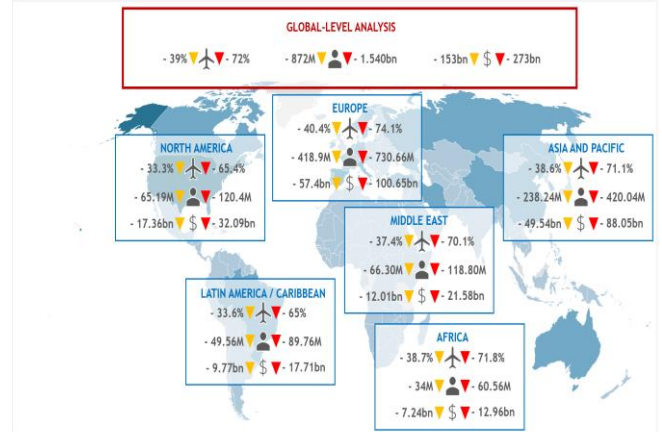 GLOBAL-LEVEL ANALYSIS
- 39% - 72% - 872M - 1.540bn - 153bn $ - 273bn
EUROPE
- 40.4% - 74.1%
- 418.9M - 730.66M
- 57.4bn $ - 100.65bn
NORTH AMERICA
- 33.3% - 65.4%
- 65.19M - 120.4M
- 17.36bn $ - 32.09bn
ASIA AND PACIFIC
- 38.6% - 71.1%
- 238.24M - 420.04M
- 49.54bn $ - 88.05bn
MIDDLE EAST
- 37.4% - 70.1%
- 66.30M - 118.80M
- 12.01bn $ - 21.58bn
LATIN AMERICA / CARIBBEAN
- 33.6% - 65%
- 49.56M - 89.76M
- 9.77bn $ - 17.71bn
AFRICA
- 38.7% - 71.8%
- 34M - 60.56M
- 7.24bn $ - 12.96bn